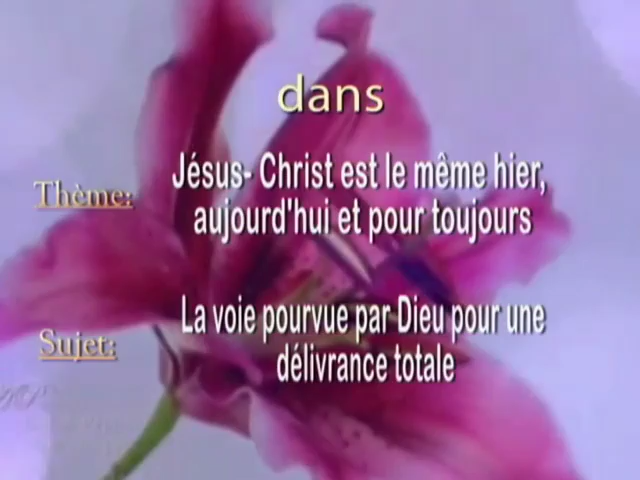 dans
Thème:
Jésus- Christ est le même hier,
aujourd'hui et pour toujours
Sujet:
La voie pourvue par Dieu pour une
délivrance totale